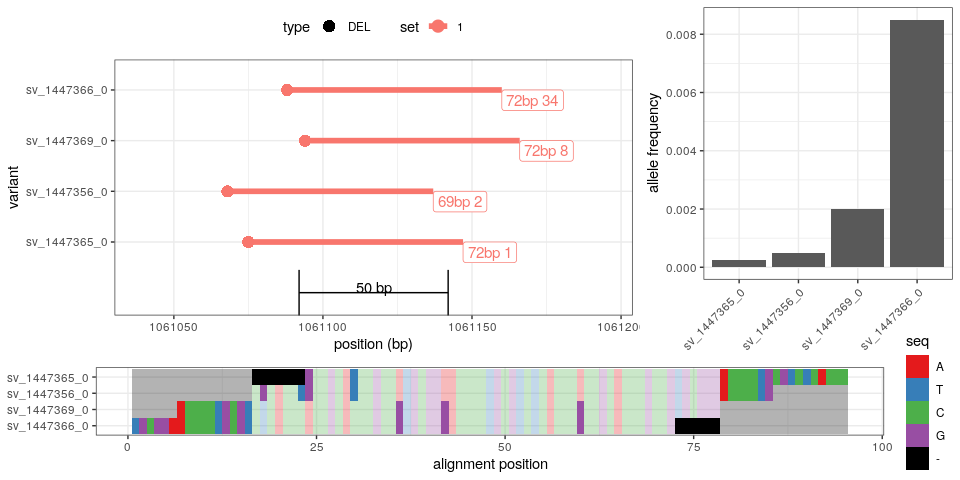 type DEL set 1
variant
sv_1447366_0
sv_1447369_0
sv_1447356_0
sv_1447365_0
72bp 34
72bp 8
69bp 2
72bp 1
50 bp
1061050 1061100 1061150 106120
position (bp)
allele frequency
0.008
0.006
0.004
0.002
0.000
sv_1447365_0 sv_1447356_0 sv_1447369_0 sv_1447366_0
sv_1447365_0
sv_1447356_0
sv_1447369_0
sv_1447366_0
0 25 50 75 100
alignment position
seq
A
T
C
G
-